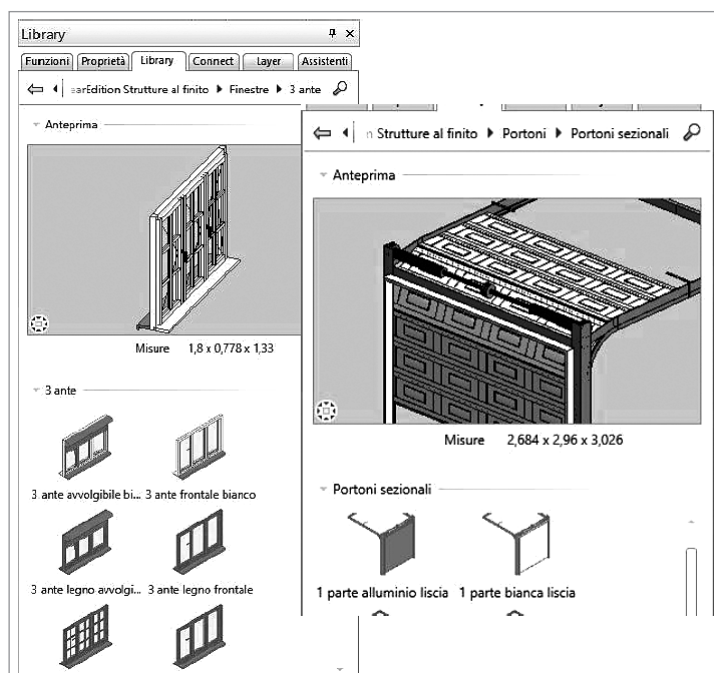 Library
Funzioni Proprietà Library Connect Layer Assistenti
Strutture al finito Finestre 3 ante
Anteprima
Misure 1,8 x 0,778 x 1,33
3 ante
3 ante avvolgibile bi... 3 ante frontale bianco
3 ante legno avvolgi... 3 ante legno frontale
n Strutture al finito Portoni Portoni sezionali
Anteprima
Misure 2,684 x 2,96 x 3,026
Portoni sezionali
1 parte alluminio liscia 1 parte bianca liscia